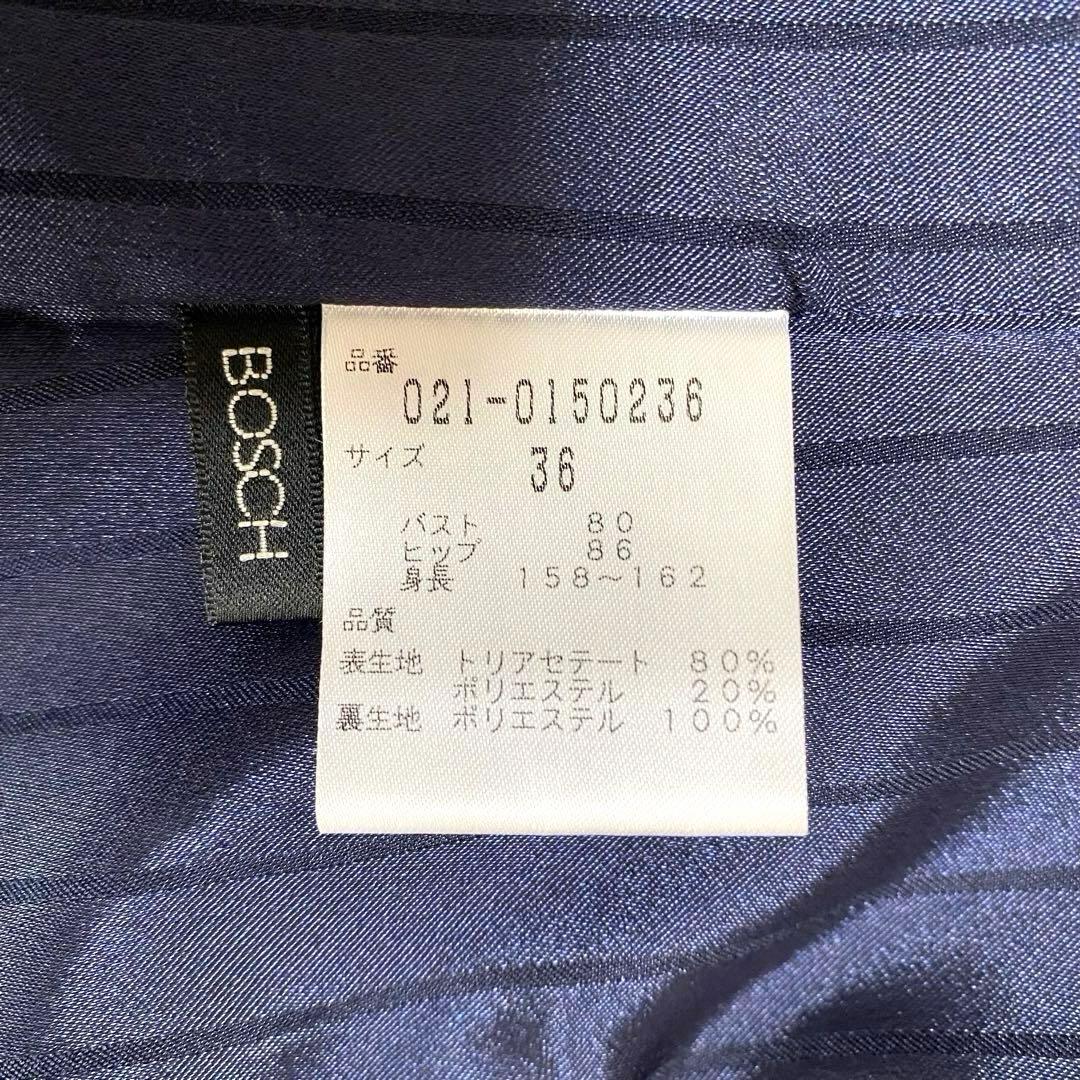 BOSCH
品番
021-0150236
サイズ 36
バスト 80
ヒップ 86
身長 158～162
品質
表生地 トリアセテート 80%
ポリエステル 20%
裏生地 ポリエステル 100%